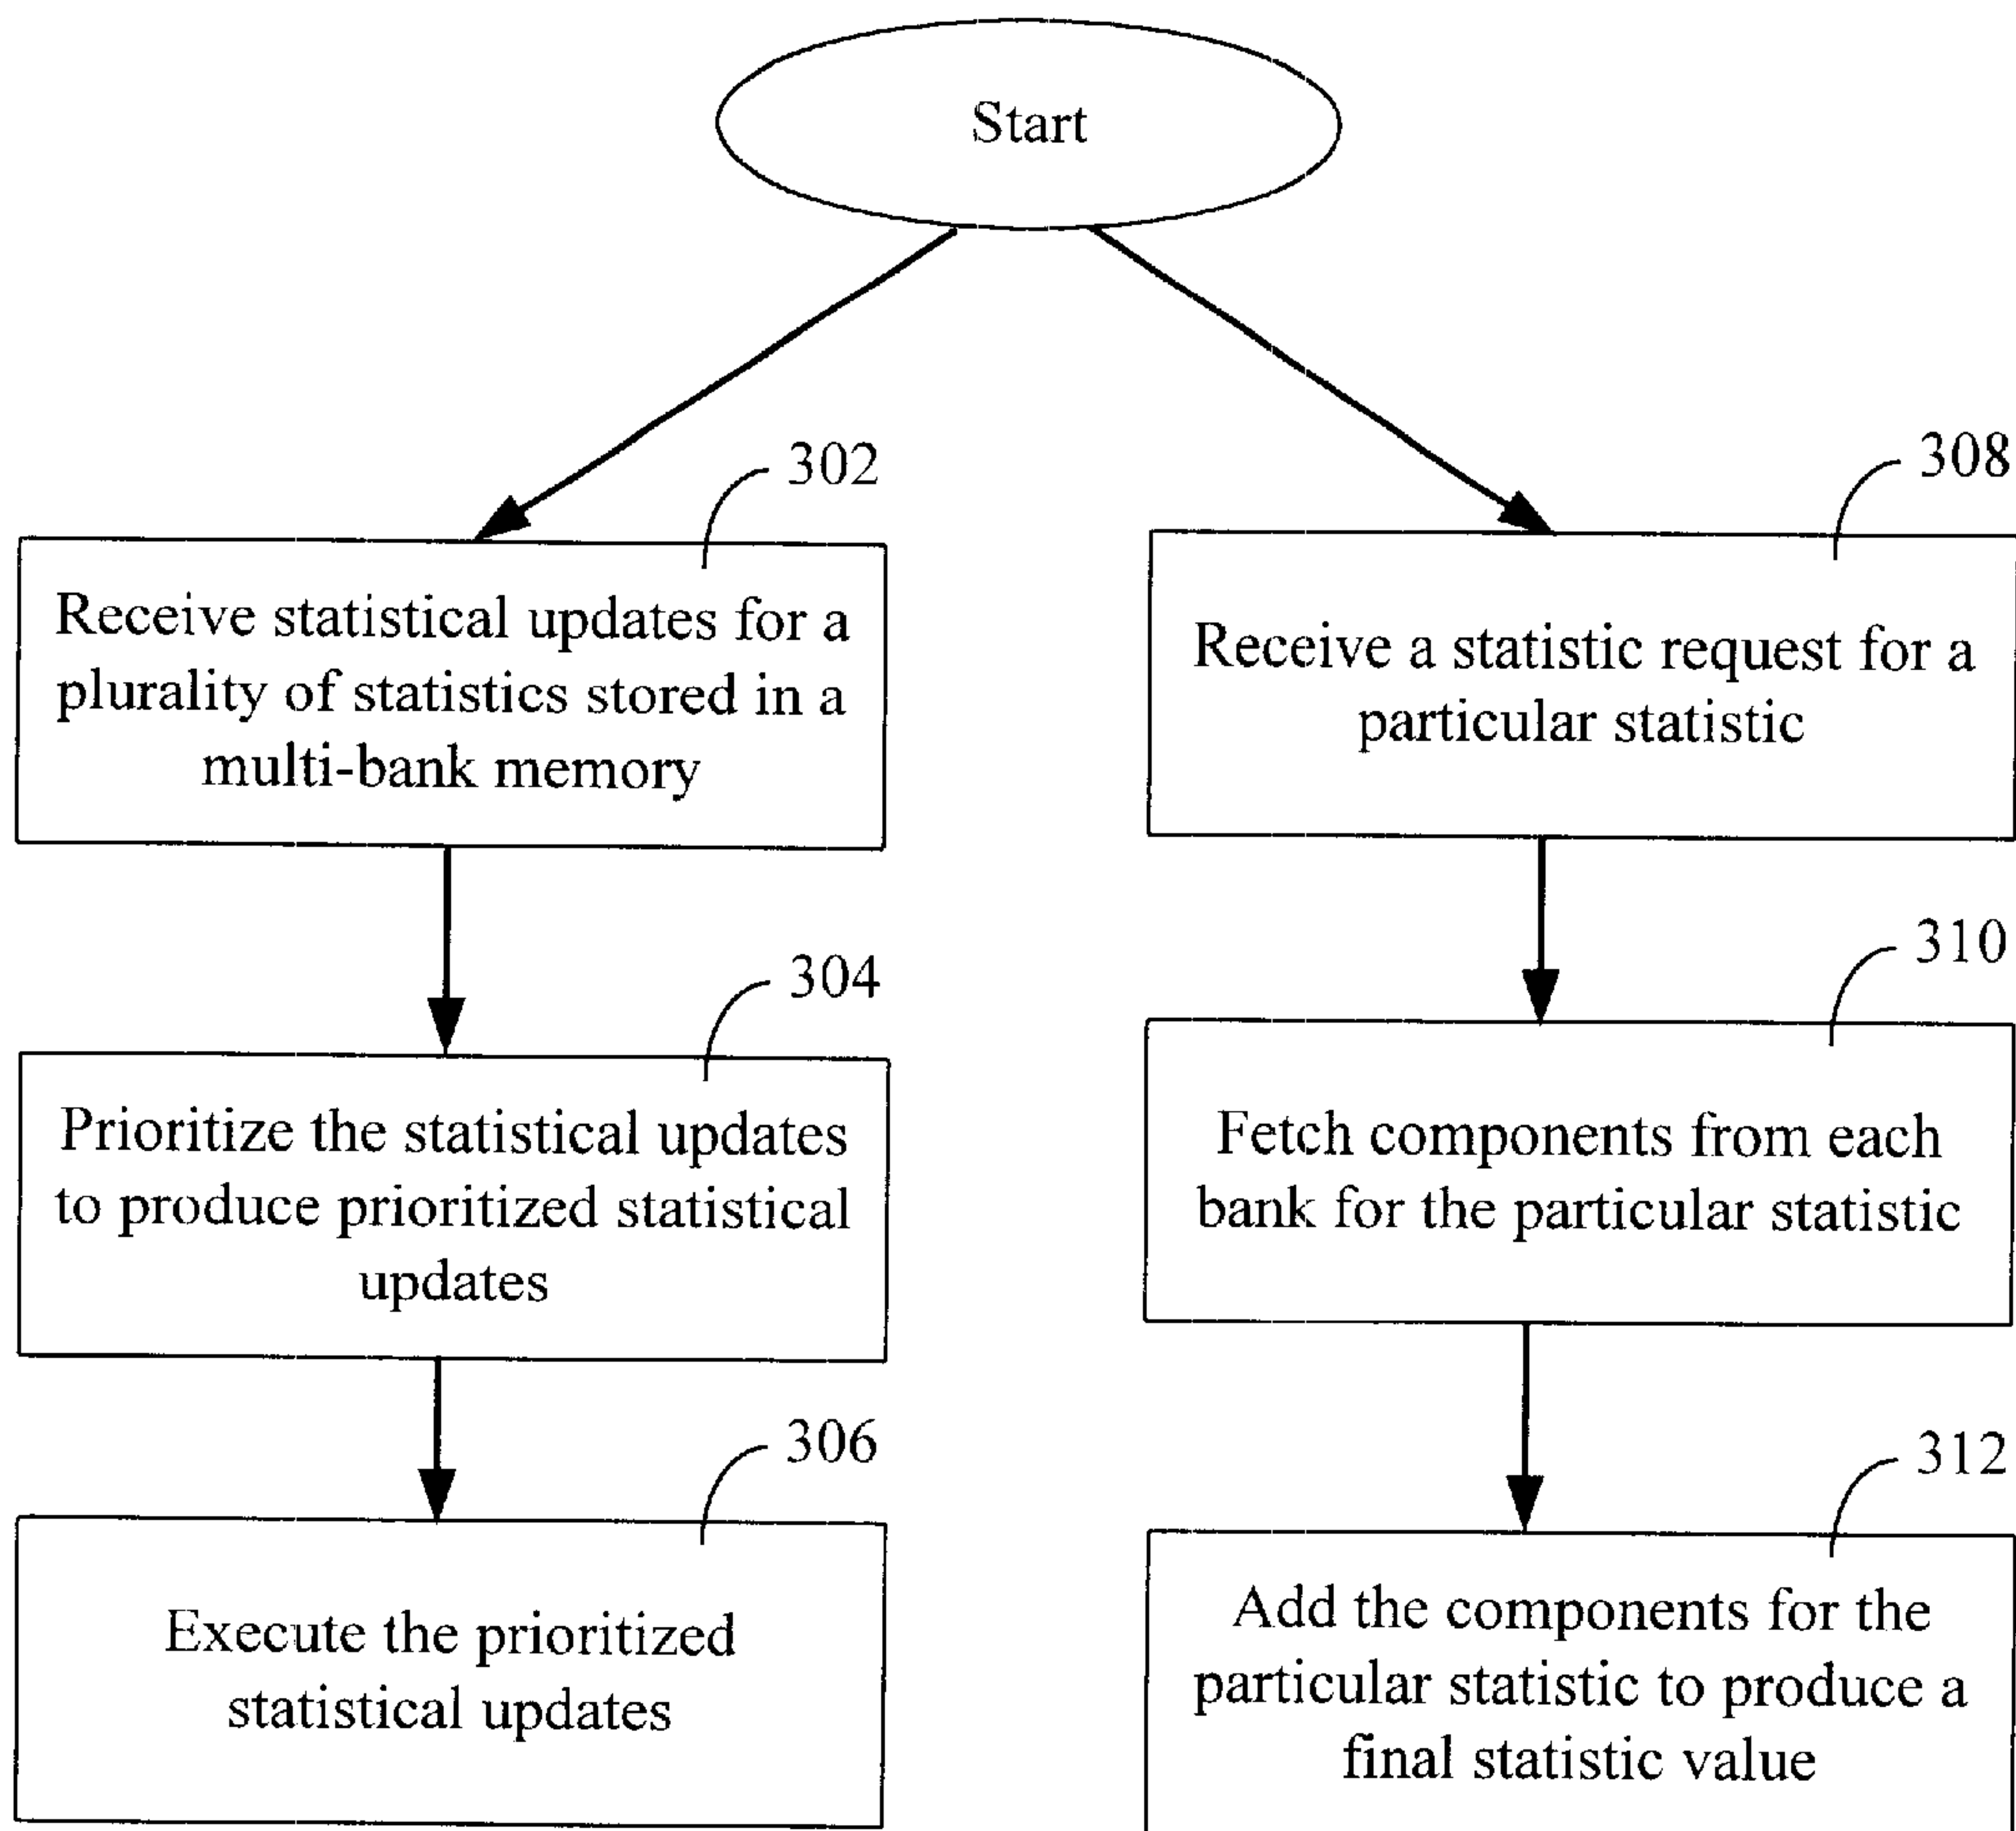 Start
302
Receive statistical updates for a
plurality of statistics stored in a
multi-bank memory
304
Prioritize the statistical updates
to produce prioritized statistical
updates
306
Execute the prioritized
statistical updates
308
Receive a statistic request for a
particular statistic
310
Fetch components from each
bank for the particular statistic
312
Add the components for the
particular statistic to produce a
final statistic value